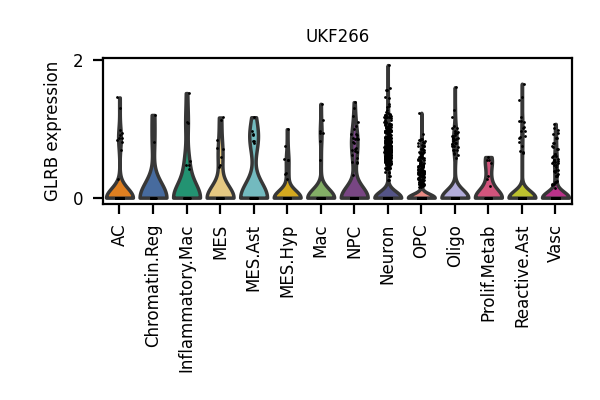 UKF266
GLRB expression
2
0
AC
Chromatin.Reg
Inflammatory.Mac
MES
MES.Ast
MES.Hyp
Mac
NPC
Neuron
OPC
Oligo
Prolif.Metab
Reactive.Ast
Vasc